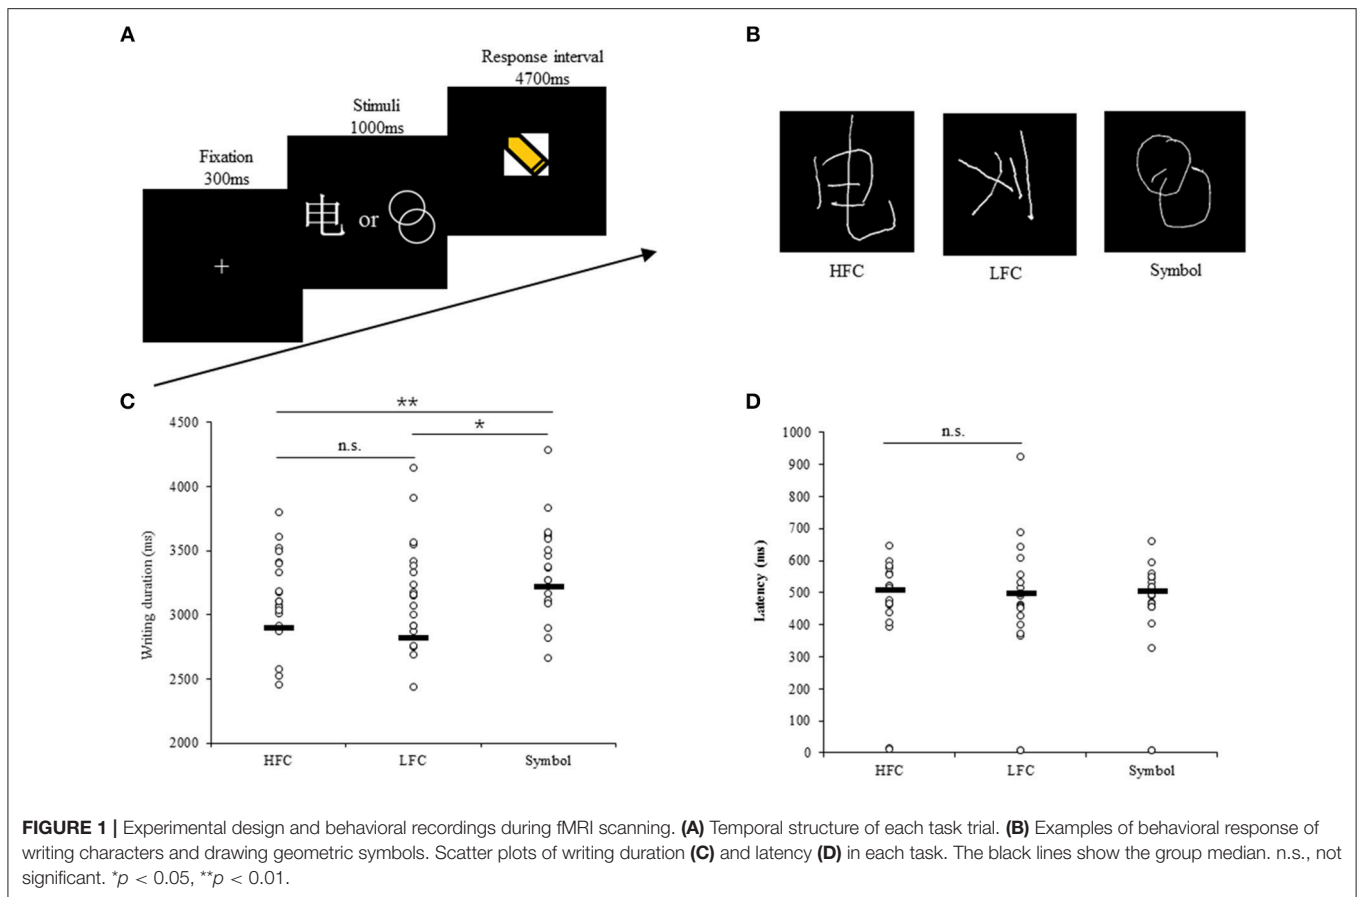 A
Fixation
300ms
Stimuli
1000ms
电 or
Response interval
4700ms
B
电
刈
HFC
LFC
Symbol
C
Writing duration (ms)
4500
4000
3500
3000
2500
2000
**
*
n.s.
HFC
LFC
Symbol
D
Latency (ms)
1000
900
800
700
600
500
400
300
200
100
0
n.s.
HFC
LFC
Symbol
FIGURE 1 | Experimental design and behavioral recordings during fMRI scanning. (A) Temporal structure of each task trial. (B) Examples of behavioral response of
writing characters and drawing geometric symbols. Scatter plots of writing duration (C) and latency (D) in each task. The black lines show the group median. n.s., not
significant. *p < 0.05, **p < 0.01.